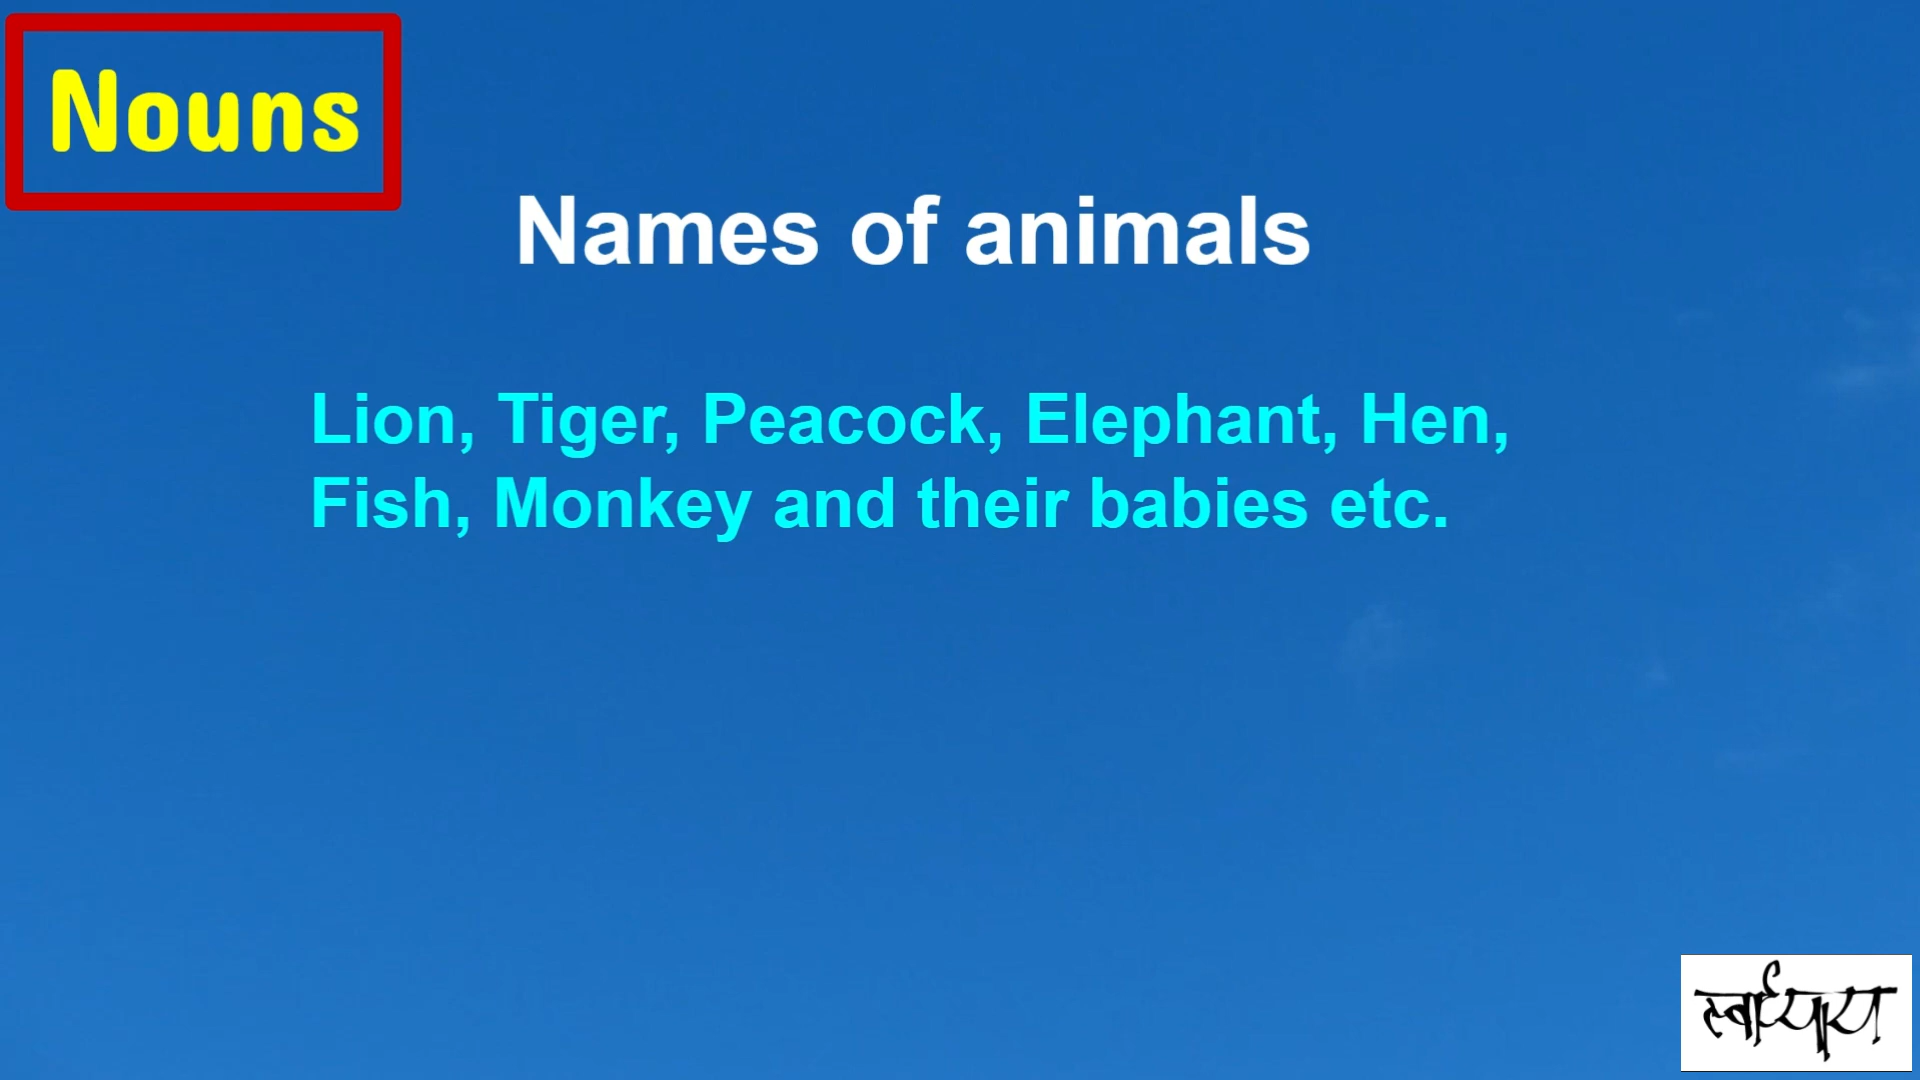 Nouns
Names of animals
Lion, Tiger, Peacock, Elephant, Hen,
Fish, Monkey and their babies etc.
स्वाध्याय